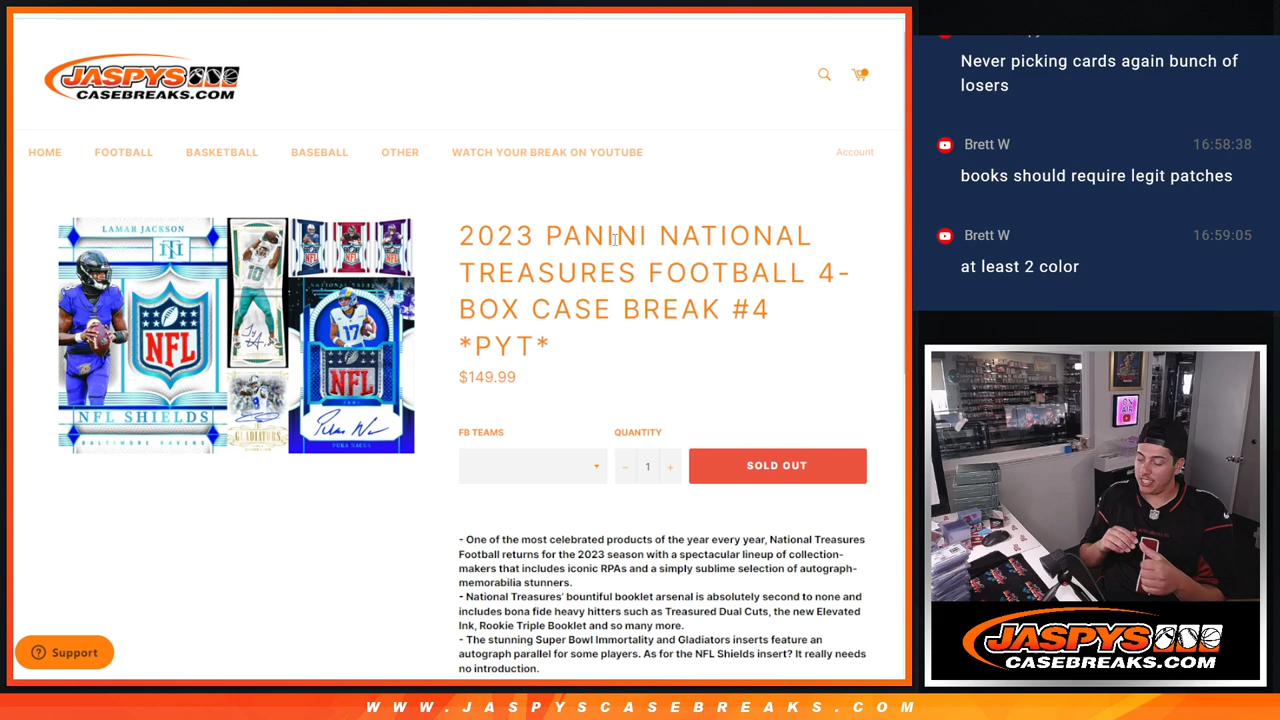 JASPYS
CASEBREAKS.COM
HOME FOOTBALL BASKETBALL BASEBALL OTHER WATCH YOUR BREAK ON YOUTUBE Account
LAMAR JACKSON
NFL
NFL SHIELDS
BALTIMORE RAVENS
GLADIATORS
NFL
2023 PANINI NATIONAL
TREASURES FOOTBALL 4-
BOX CASE BREAK #4
*PYT*
$149.99
FB TEAMS
QUANTITY
− 1 +
SOLD OUT
- One of the most celebrated products of the year every year, National Treasures
Football returns for the 2023 season with a spectacular lineup of collection-
makers that includes iconic RPAs and a simply sublime selection of autograph-
memorabilia stunners.
- National Treasures' bountiful booklet arsenal is absolutely second to none and
includes bona fide heavy hitters such as Treasured Dual Cuts, the new Elevated
Ink, Rookie Triple Booklet and so many more.
- The stunning Super Bowl Immortality and Gladiators inserts feature an
autograph parallel for some players. As for the NFL Shields insert? It really needs
no introduction.
Support
Never picking cards again bunch of
losers
Brett W 16:58:38
books should require legit patches
Brett W 16:59:05
at least 2 color
ON
AIR
JASPYS
CASEBREAKS.COM
WWW.JASPYSCASEBREAKS.COM